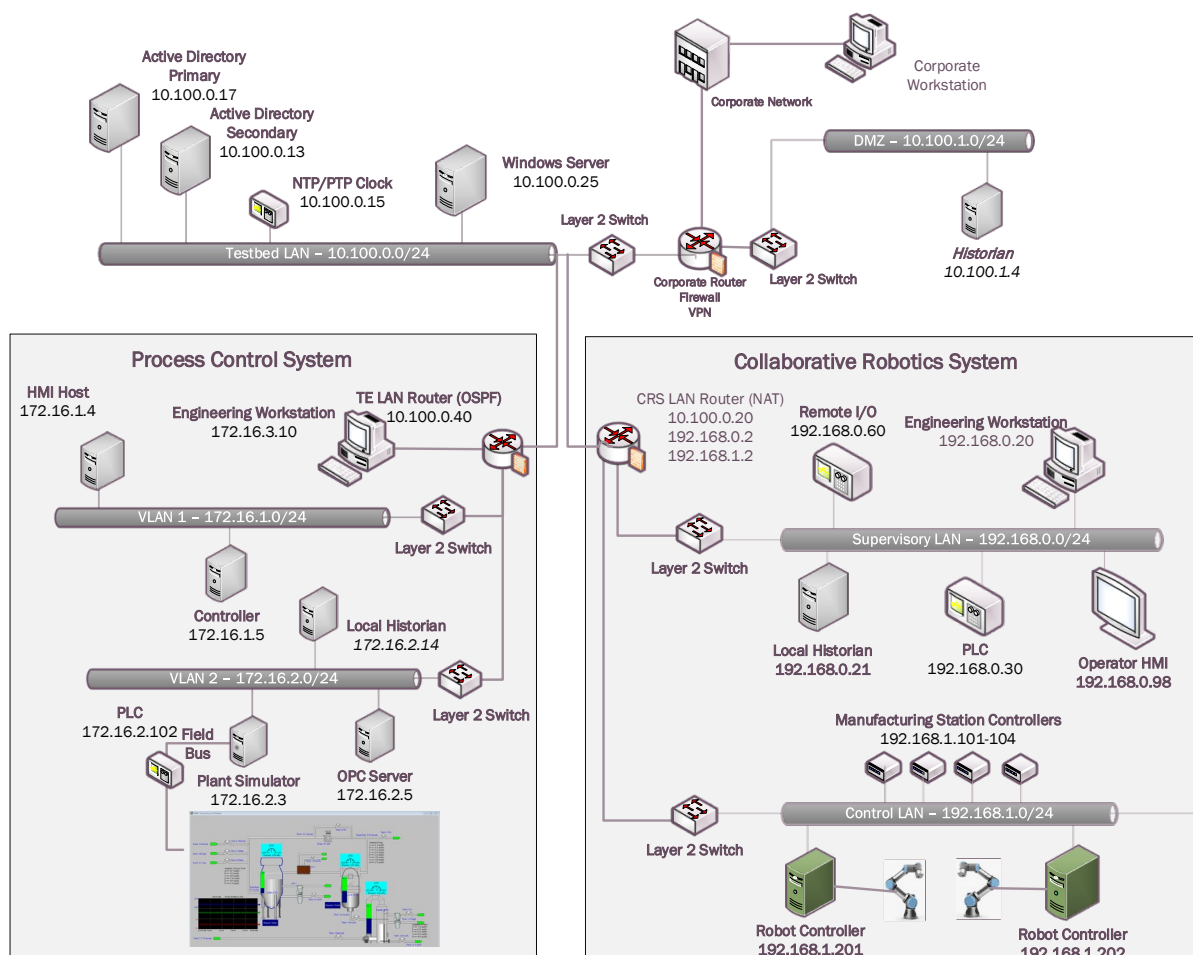 Active Directory
Primary
10.100.0.17
Active Directory
Secondary
10.100.0.13
NTP/PTP Clock
10.100.0.15
Windows Server
10.100.0.25
Testbed LAN – 10.100.0.0/24
Layer 2 Switch
Corporate Network
Corporate
Workstation
DMZ – 10.100.1.0/24
Historian
10.100.1.4
Corporate Router
Firewall
VPN
Layer 2 Switch
Process Control System
HMI Host
172.16.1.4
Engineering Workstation
172.16.3.10
TE LAN Router (OSPF)
10.100.0.40
VLAN 1 – 172.16.1.0/24
Layer 2 Switch
Controller
172.16.1.5
Local Historian
172.16.2.14
VLAN 2 – 172.16.2.0/24
Layer 2 Switch
PLC
172.16.2.102
Field
Bus
Plant Simulator
172.16.2.3
OPC Server
172.16.2.5
Collaborative Robotics System
CRS LAN Router (NAT)
10.100.0.20
192.168.0.2
192.168.1.2
Remote I/O
192.168.0.60
Engineering Workstation
192.168.0.20
Supervisory LAN – 192.168.0.0/24
Layer 2 Switch
Local Historian
192.168.0.21
PLC
192.168.0.30
Operator HMI
192.168.0.98
Manufacturing Station Controllers
192.168.1.101-104
Control LAN – 192.168.1.0/24
Layer 2 Switch
Robot Controller
192.168.1.201
Robot Controller
192.168.1.202